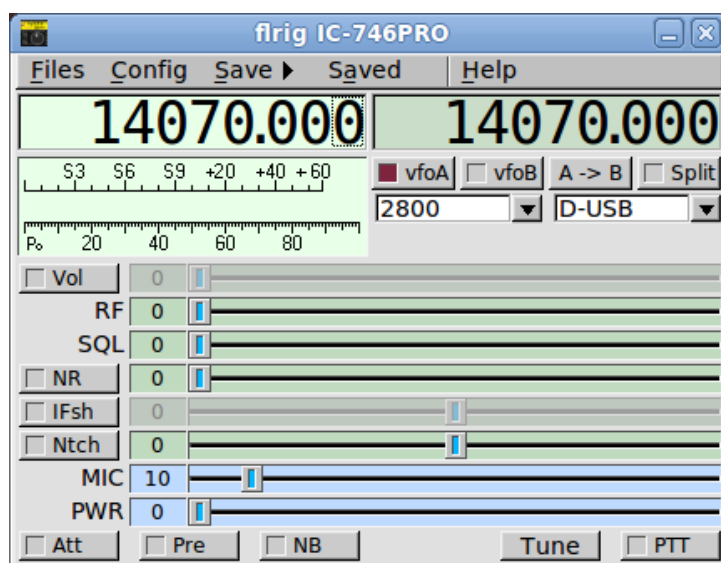 flrig IC-746PRO
Files Config Save Saved Help
14070.000 14070.000
S3 S6 S9 +20 +40 +60
vfoA vfoB A -> B Split
2800 D-USB
Po 20 40 60 80
Vol 0
RF 0
SQL 0
NR 0
IFsh 0
Ntch 0
MIC 10
PWR 0
Att Pre NB Tune PTT